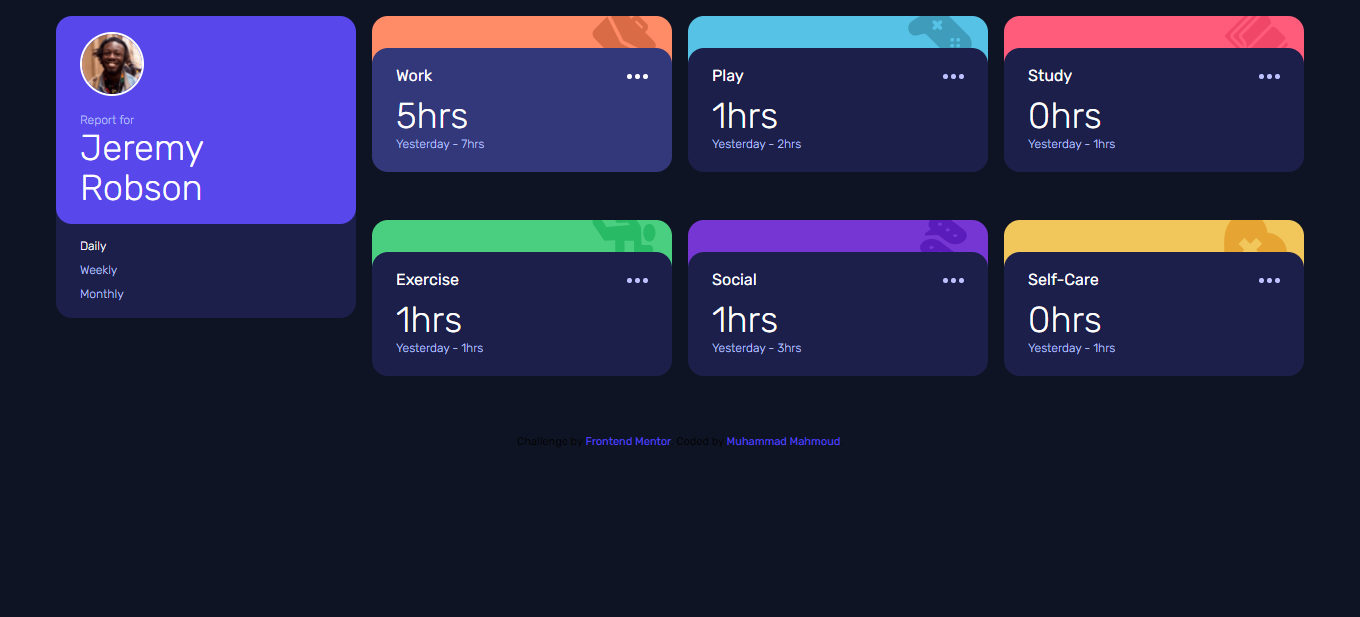 Report for
Jeremy
Robson
Daily
Weekly
Monthly
Work
5hrs
Yesterday - 7hrs
Play
1hrs
Yesterday - 2hrs
Study
0hrs
Yesterday - 1hrs
Exercise
1hrs
Yesterday - 1hrs
Social
1hrs
Yesterday - 3hrs
Self-Care
0hrs
Yesterday - 1hrs
Challenge by Frontend Mentor. Coded by Muhammad Mahmoud